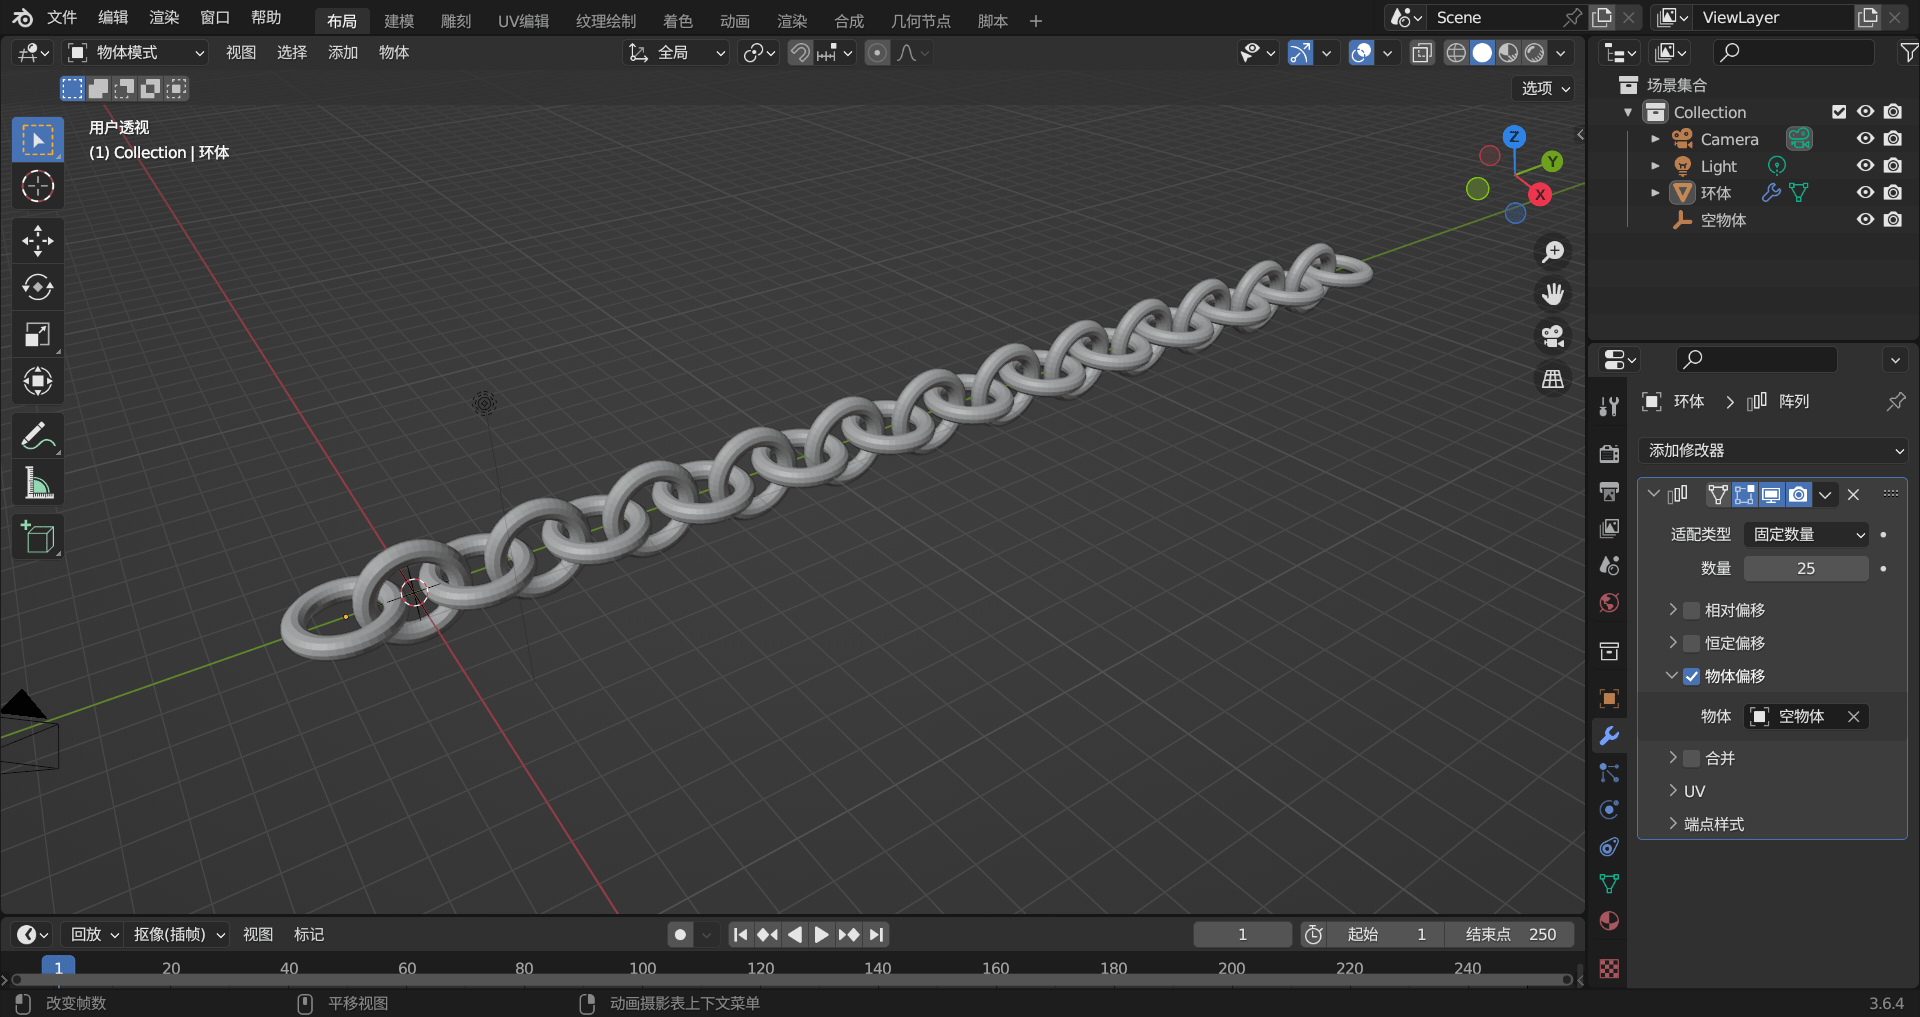 文件 编辑 渲染 窗口 帮助 布局 建模 雕刻 UV编辑 纹理绘制 着色 动画 渲染 合成 几何节点 脚本 + Scene ViewLayer
物体模式 视图 选择 添加 物体 全局
选项
用户透视
(1) Collection | 环体
Z
Y
X
场景集合
Collection
Camera
Light
环体
空物体
环体 > 阵列
添加修改器
适配类型 固定数量
数量 25
相对偏移
恒定偏移
物体偏移
物体 空物体
合并
UV
端点样式
回放 抠像(插帧) 视图 标记 1 起始 1 结束点 250
1 20 40 60 80 100 120 140 160 180 200 220 240
改变帧数 平移视图 动画摄影表上下文菜单 3.6.4